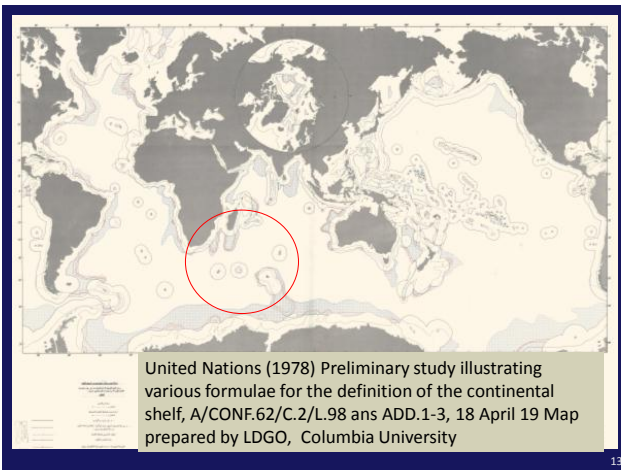 United Nations (1978) Preliminary study illustrating
various formulae for the definition of the continental
shelf, A/CONF.62/C.2/L.98 ans ADD.1-3, 18 April 19 Map
prepared by LDGO, Columbia University
13